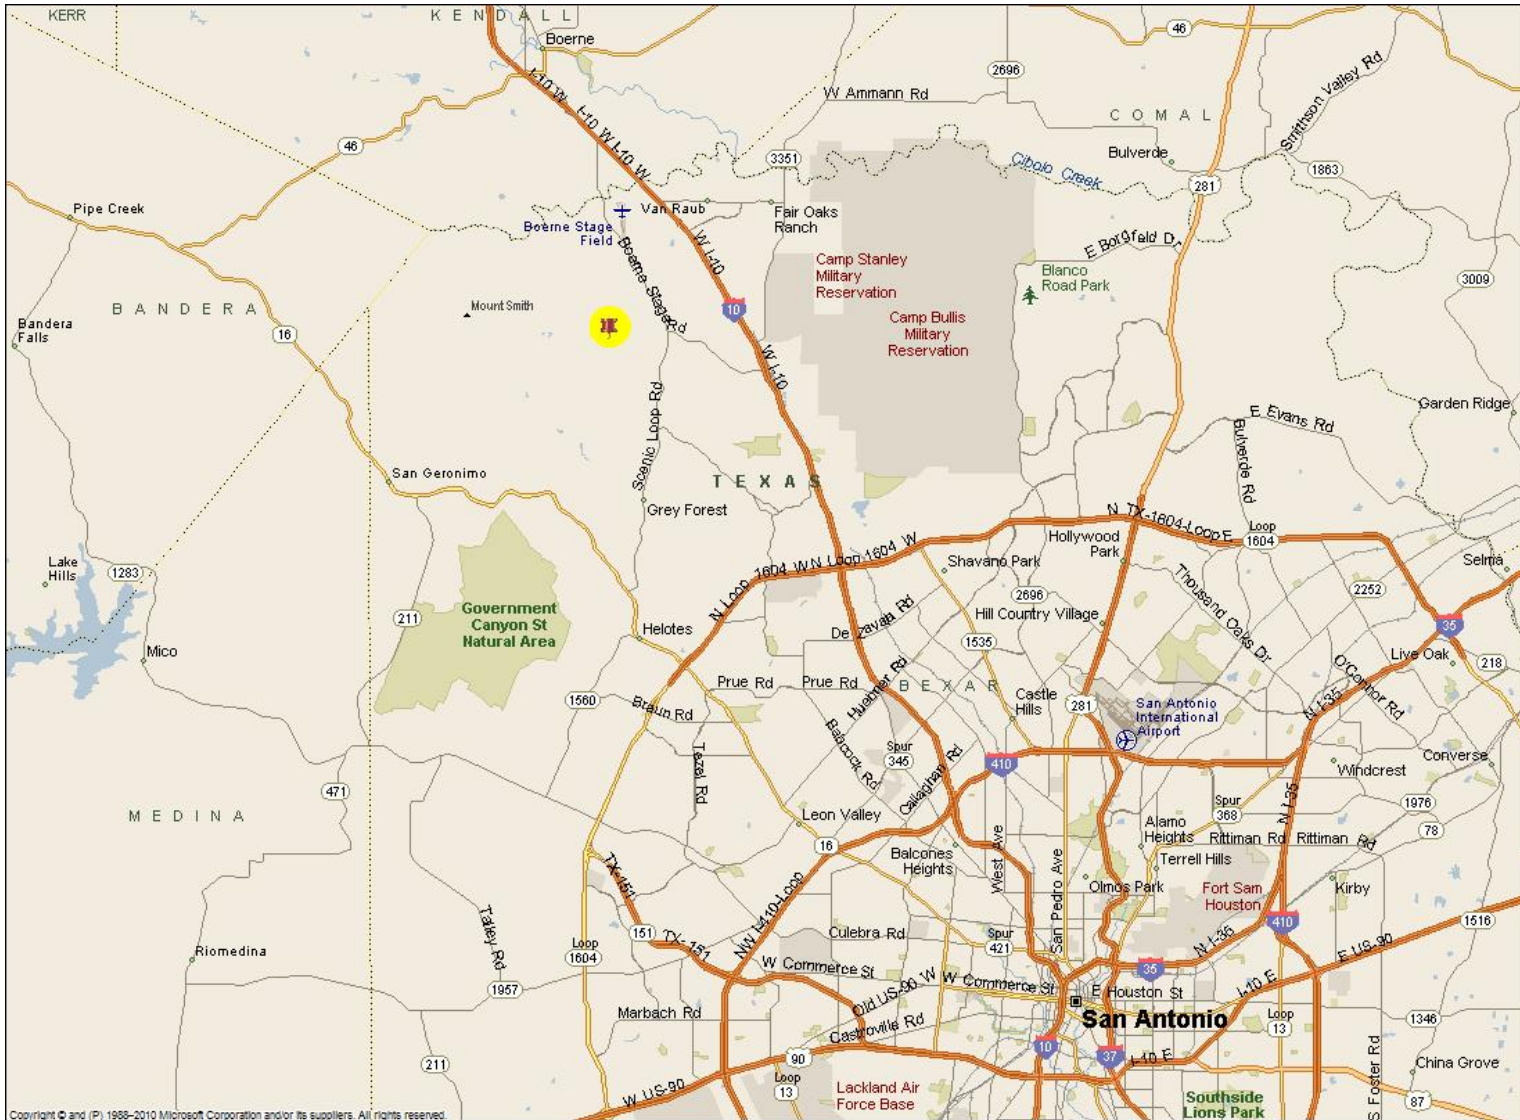 KERR
KENDALL
Boerne
46
2696
W Ammann Rd
Smithson Valley Rd
COMAL
I-10 W
I-10 W
I-10 W
46
3351
Bulverde
Cibolo Creek
281
1863
Pipe Creek
Van Raub
Fair Oaks
Ranch
Boerne Stage
Field
Boerne Stage Rd
W I-10
E Borgfeld Dr
Camp Stanley
Military
Reservation
Blanco
Road Park
3009
BANDERA
Mount Smith
10
Camp Bullis
Military
Reservation
Bandera
Falls
16
W I-10
Scenic Loop Rd
Garden Ridge
E Evans Rd
Bulverde Rd
San Geronimo
TEXAS
Grey Forest
N TX-1604-Loop E
Loop
1604
Hollywood
Park
N Loop 1604 W
N Loop 1604 W
Shavano Park
Selma
Lake
Hills
1283
Thousand Oaks Dr
2252
2696
Government
Canyon St
Natural Area
211
Hill Country Village
De Zavala Rd
35
Helotes
1535
Mico
Live Oak
218
O'Connor Rd
Prue Rd
Prue Rd
Huebner Rd
BEXAR
Castle
Hills
1560
Braun Rd
281
San Antonio
International
Airport
N I-35
Babcock Rd
Spur
345
Callaghan Rd
410
Tezel Rd
Converse
Windcrest
471
N I-35
Spur
368
1976
MEDINA
Leon Valley
Alamo
Heights
78
Rittiman Rd
Rittiman Rd
16
Balcones
Heights
West Ave
San Pedro Ave
Terrell Hills
TX-151
Olmos Park
Fort Sam
Houston
Kirby
NW I-410-Loop
Talley Rd
410
1516
151
TX-151
Culebra Rd
Spur
421
N I-35
E US-90
Riomedina
Loop
1604
W Commerce St
W Commerce St
35
I-10 E
1957
Old US-90 W
E Houston St
Marbach Rd
Castroville Rd
San Antonio
Loop
13
1346
10
37
I-10 E
S Foster Rd
China Grove
211
90
Loop
13
W US-90
Lackland Air
Force Base
Southside
Lions Park
87
Copyright © and (P) 1988–2010 Microsoft Corporation and/or its suppliers. All rights reserved.